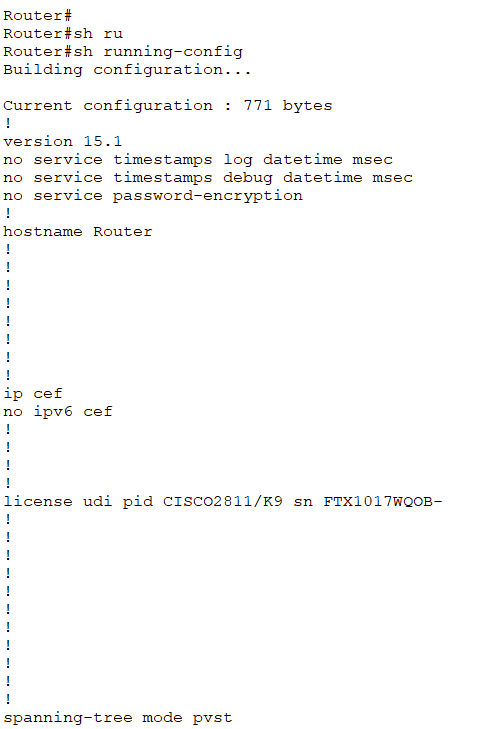 Router#
Router#sh ru
Router#sh running-config
Building configuration...
Current configuration : 771 bytes
!
version 15.1
no service timestamps log datetime msec
no service timestamps debug datetime msec
no service password-encryption
!
hostname Router
!
!
!
!
!
!
!
!
ip cef
no ipv6 cef
!
!
!
!
license udi pid CISCO2811/K9 sn FTX1017WQOB-
!
!
!
!
!
!
!
!
!
!
!
spanning-tree mode pvst